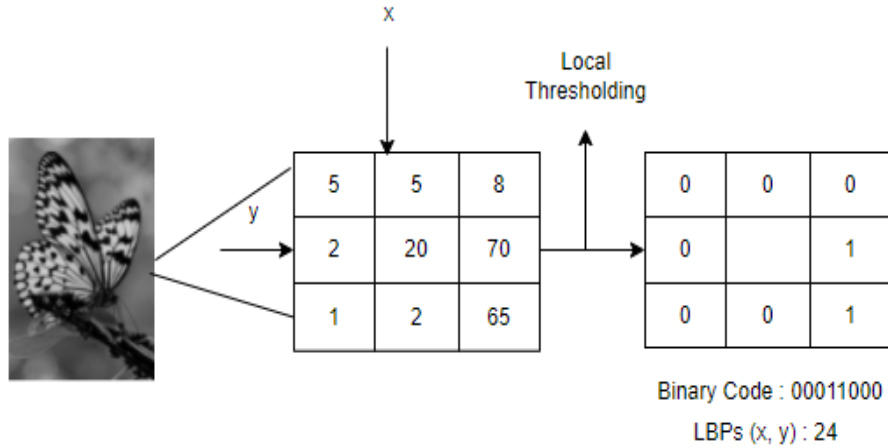 x
Local
Thresholding
y
5 5 8
2 20 70
1 2 65
0 0 0
0 1
0 0 1
Binary Code : 00011000
LBPs (x, y) : 24